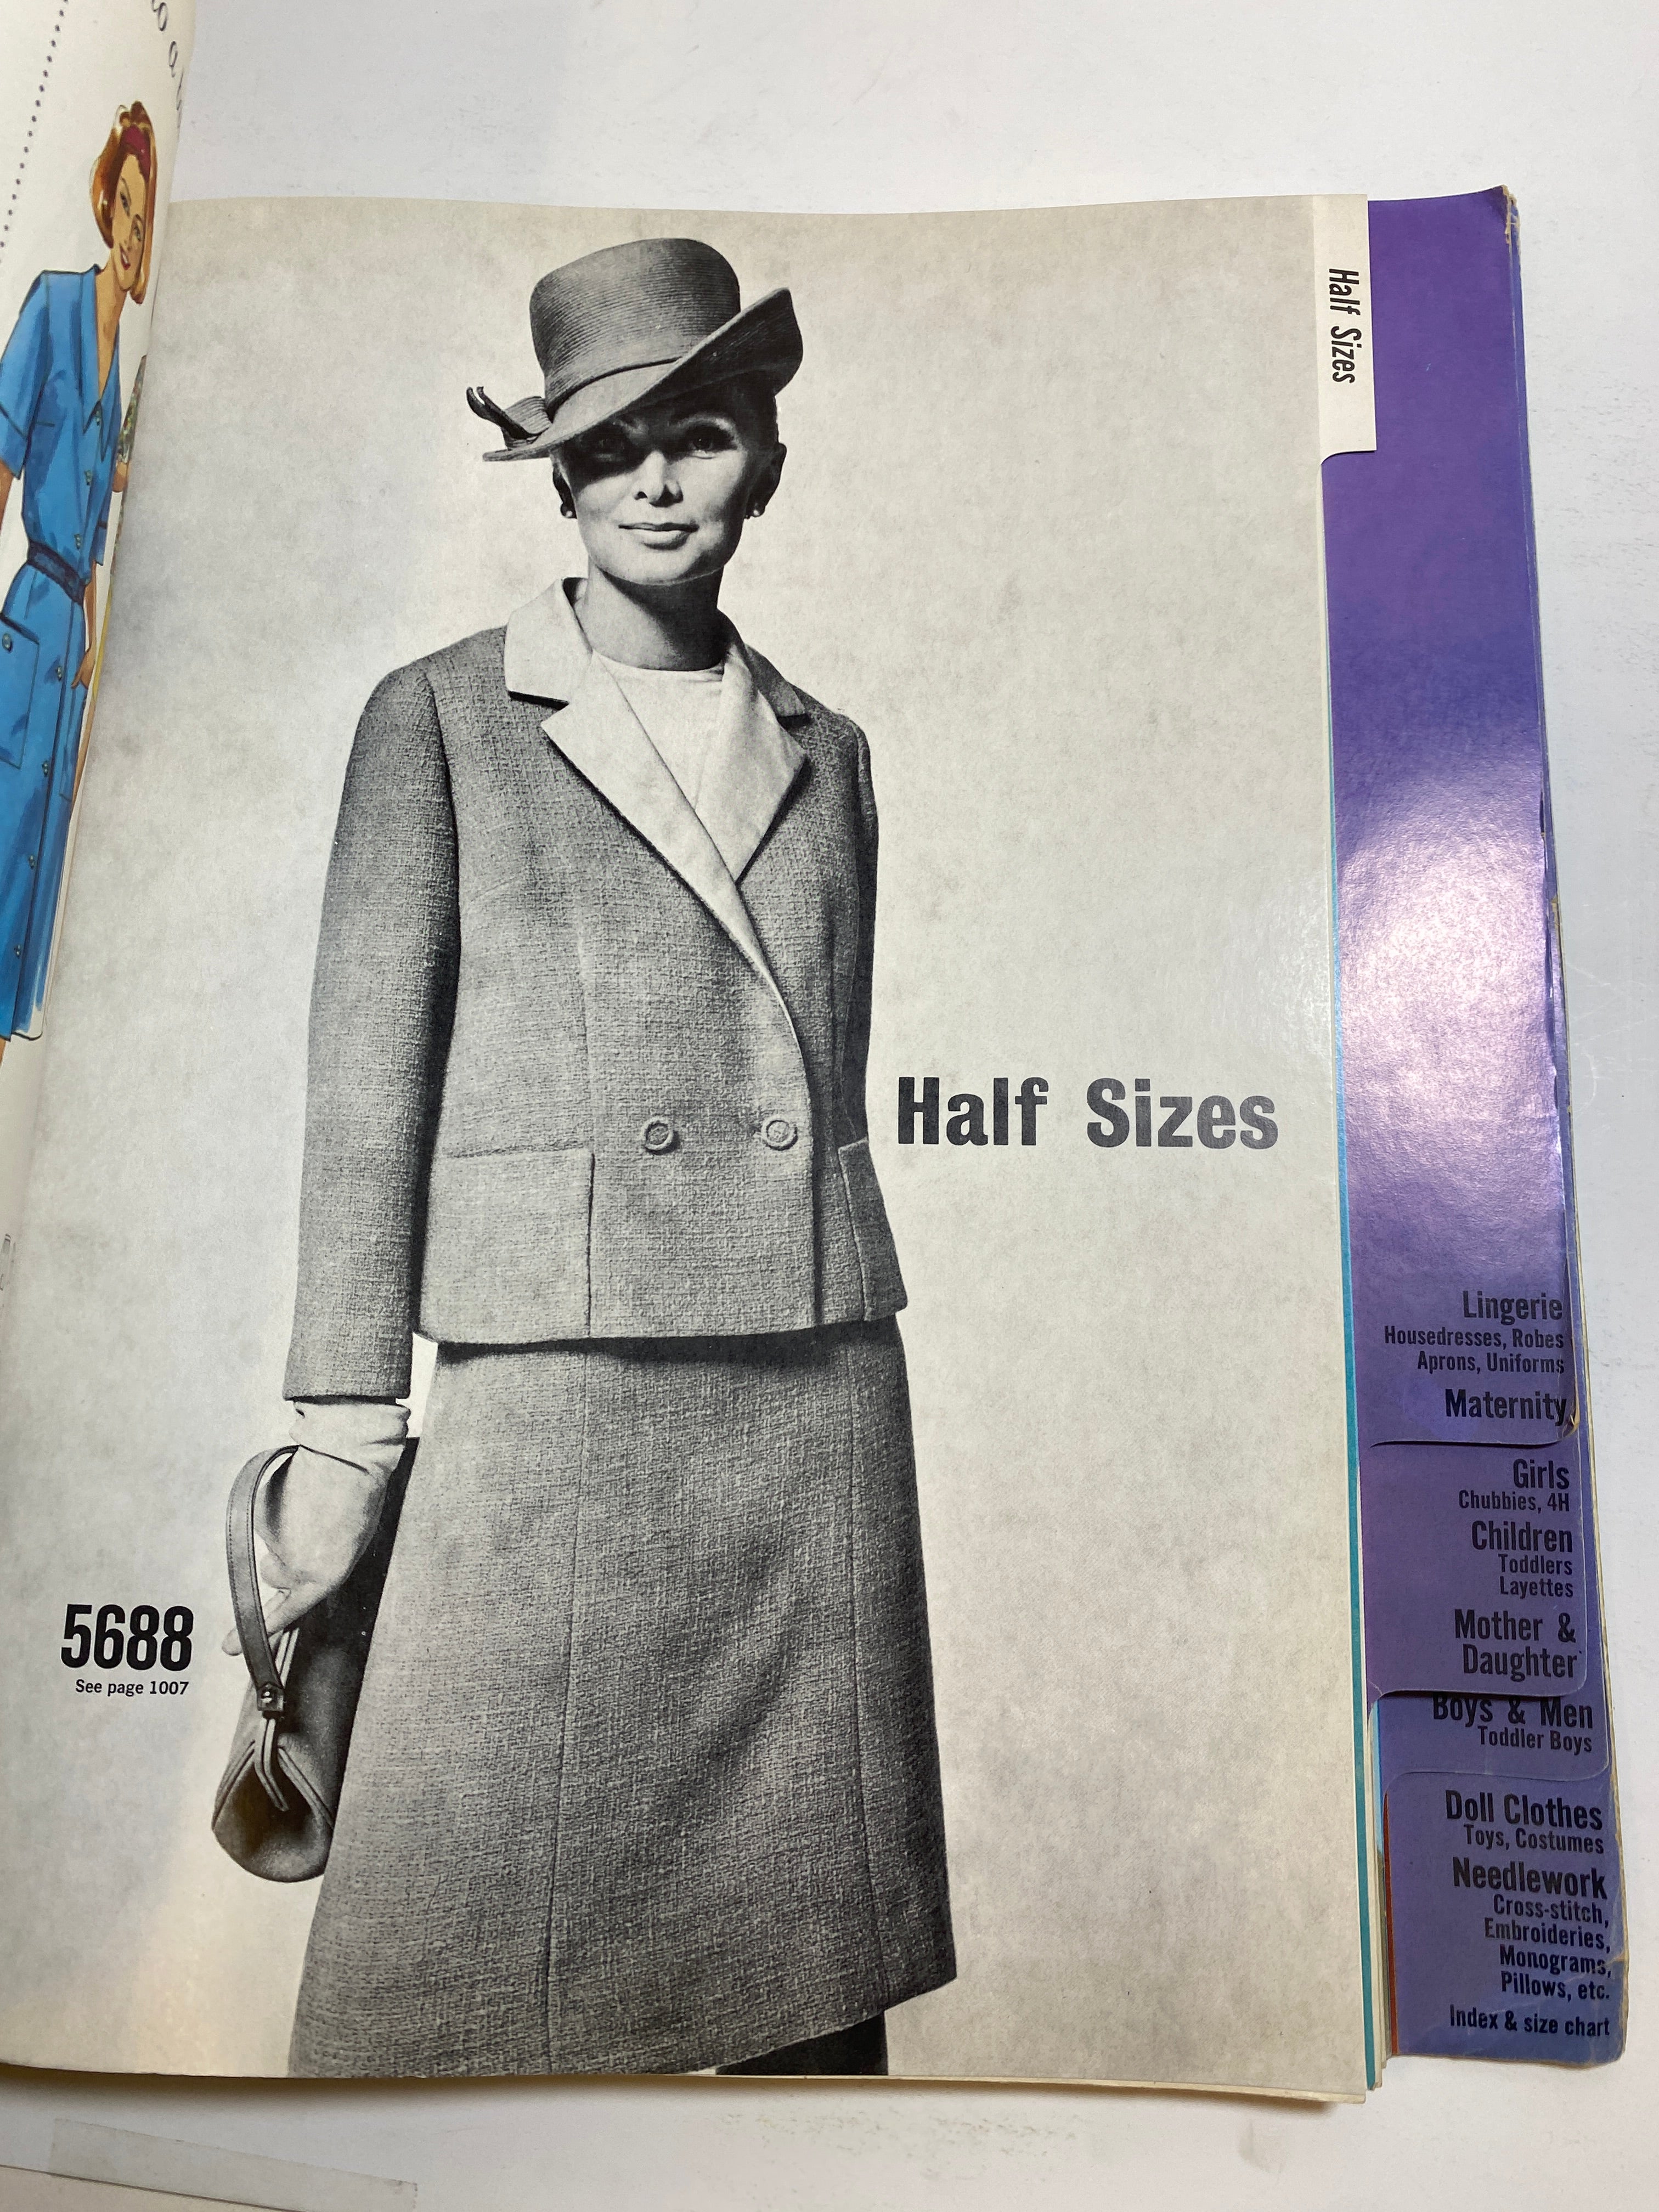 Half Sizes
Half Sizes
5688
See page 1007
Lingerie
Housedresses, Robes
Aprons, Uniforms
Maternity
Girls
Chubbies, 4H
Children
Toddlers
Layettes
Mother &
Daughter
Boys & Men
Toddler Boys
Doll Clothes
Toys, Costumes
Needlework
Cross-stitch,
Embroideries,
Monograms,
Pillows, etc.
Index & size chart